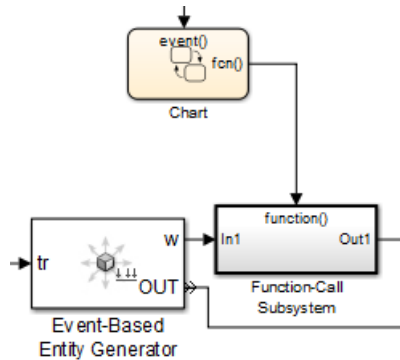 event()
fcn()
Chart
function()
In1
Out1
Function-Call
Subsystem
w
tr
OUT
Event-Based
Entity Generator